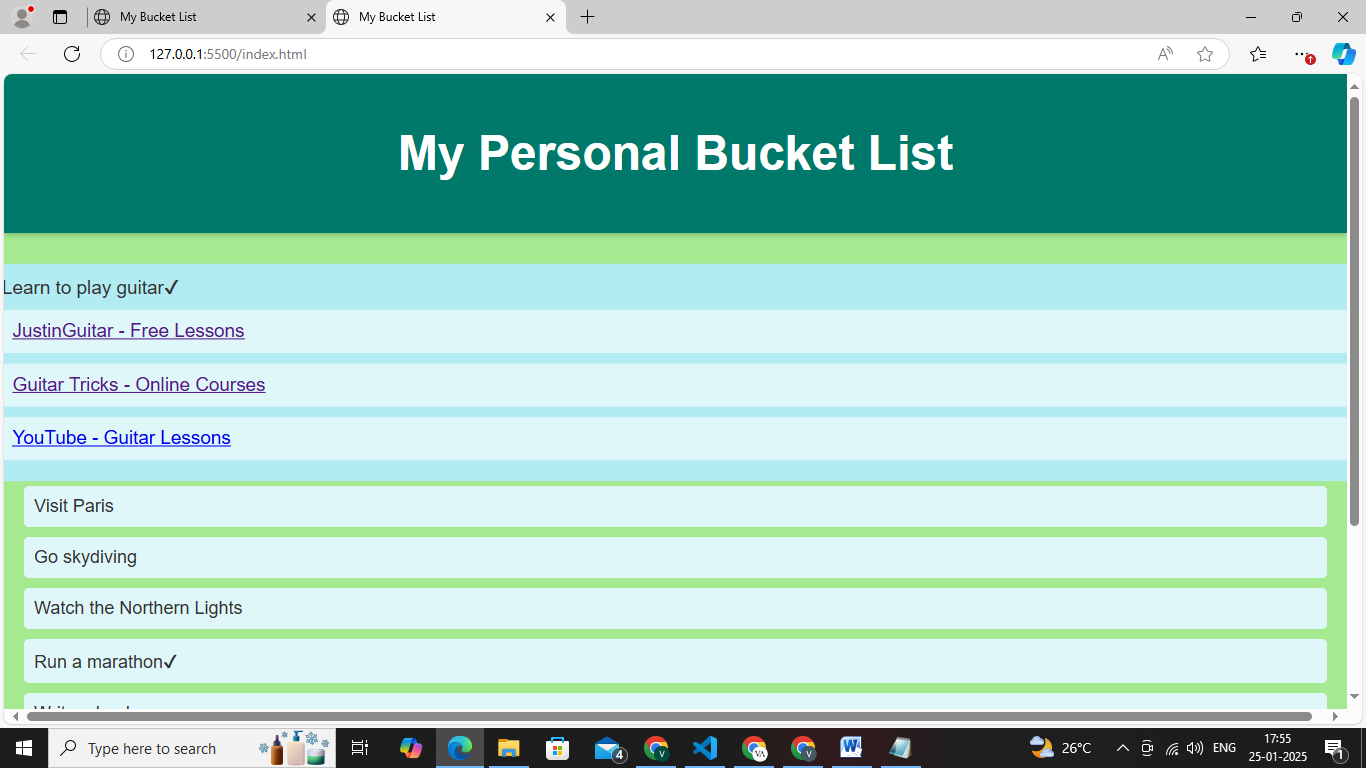 My Bucket List
My Bucket List
127.0.0.1:5500/index.html
My Personal Bucket List
Learn to play guitar✔
JustinGuitar - Free Lessons
Guitar Tricks - Online Courses
YouTube - Guitar Lessons
Visit Paris
Go skydiving
Watch the Northern Lights
Run a marathon✔
Type here to search
4
V
VA
V
W
26°C
ENG
17:55
25-01-2025
1